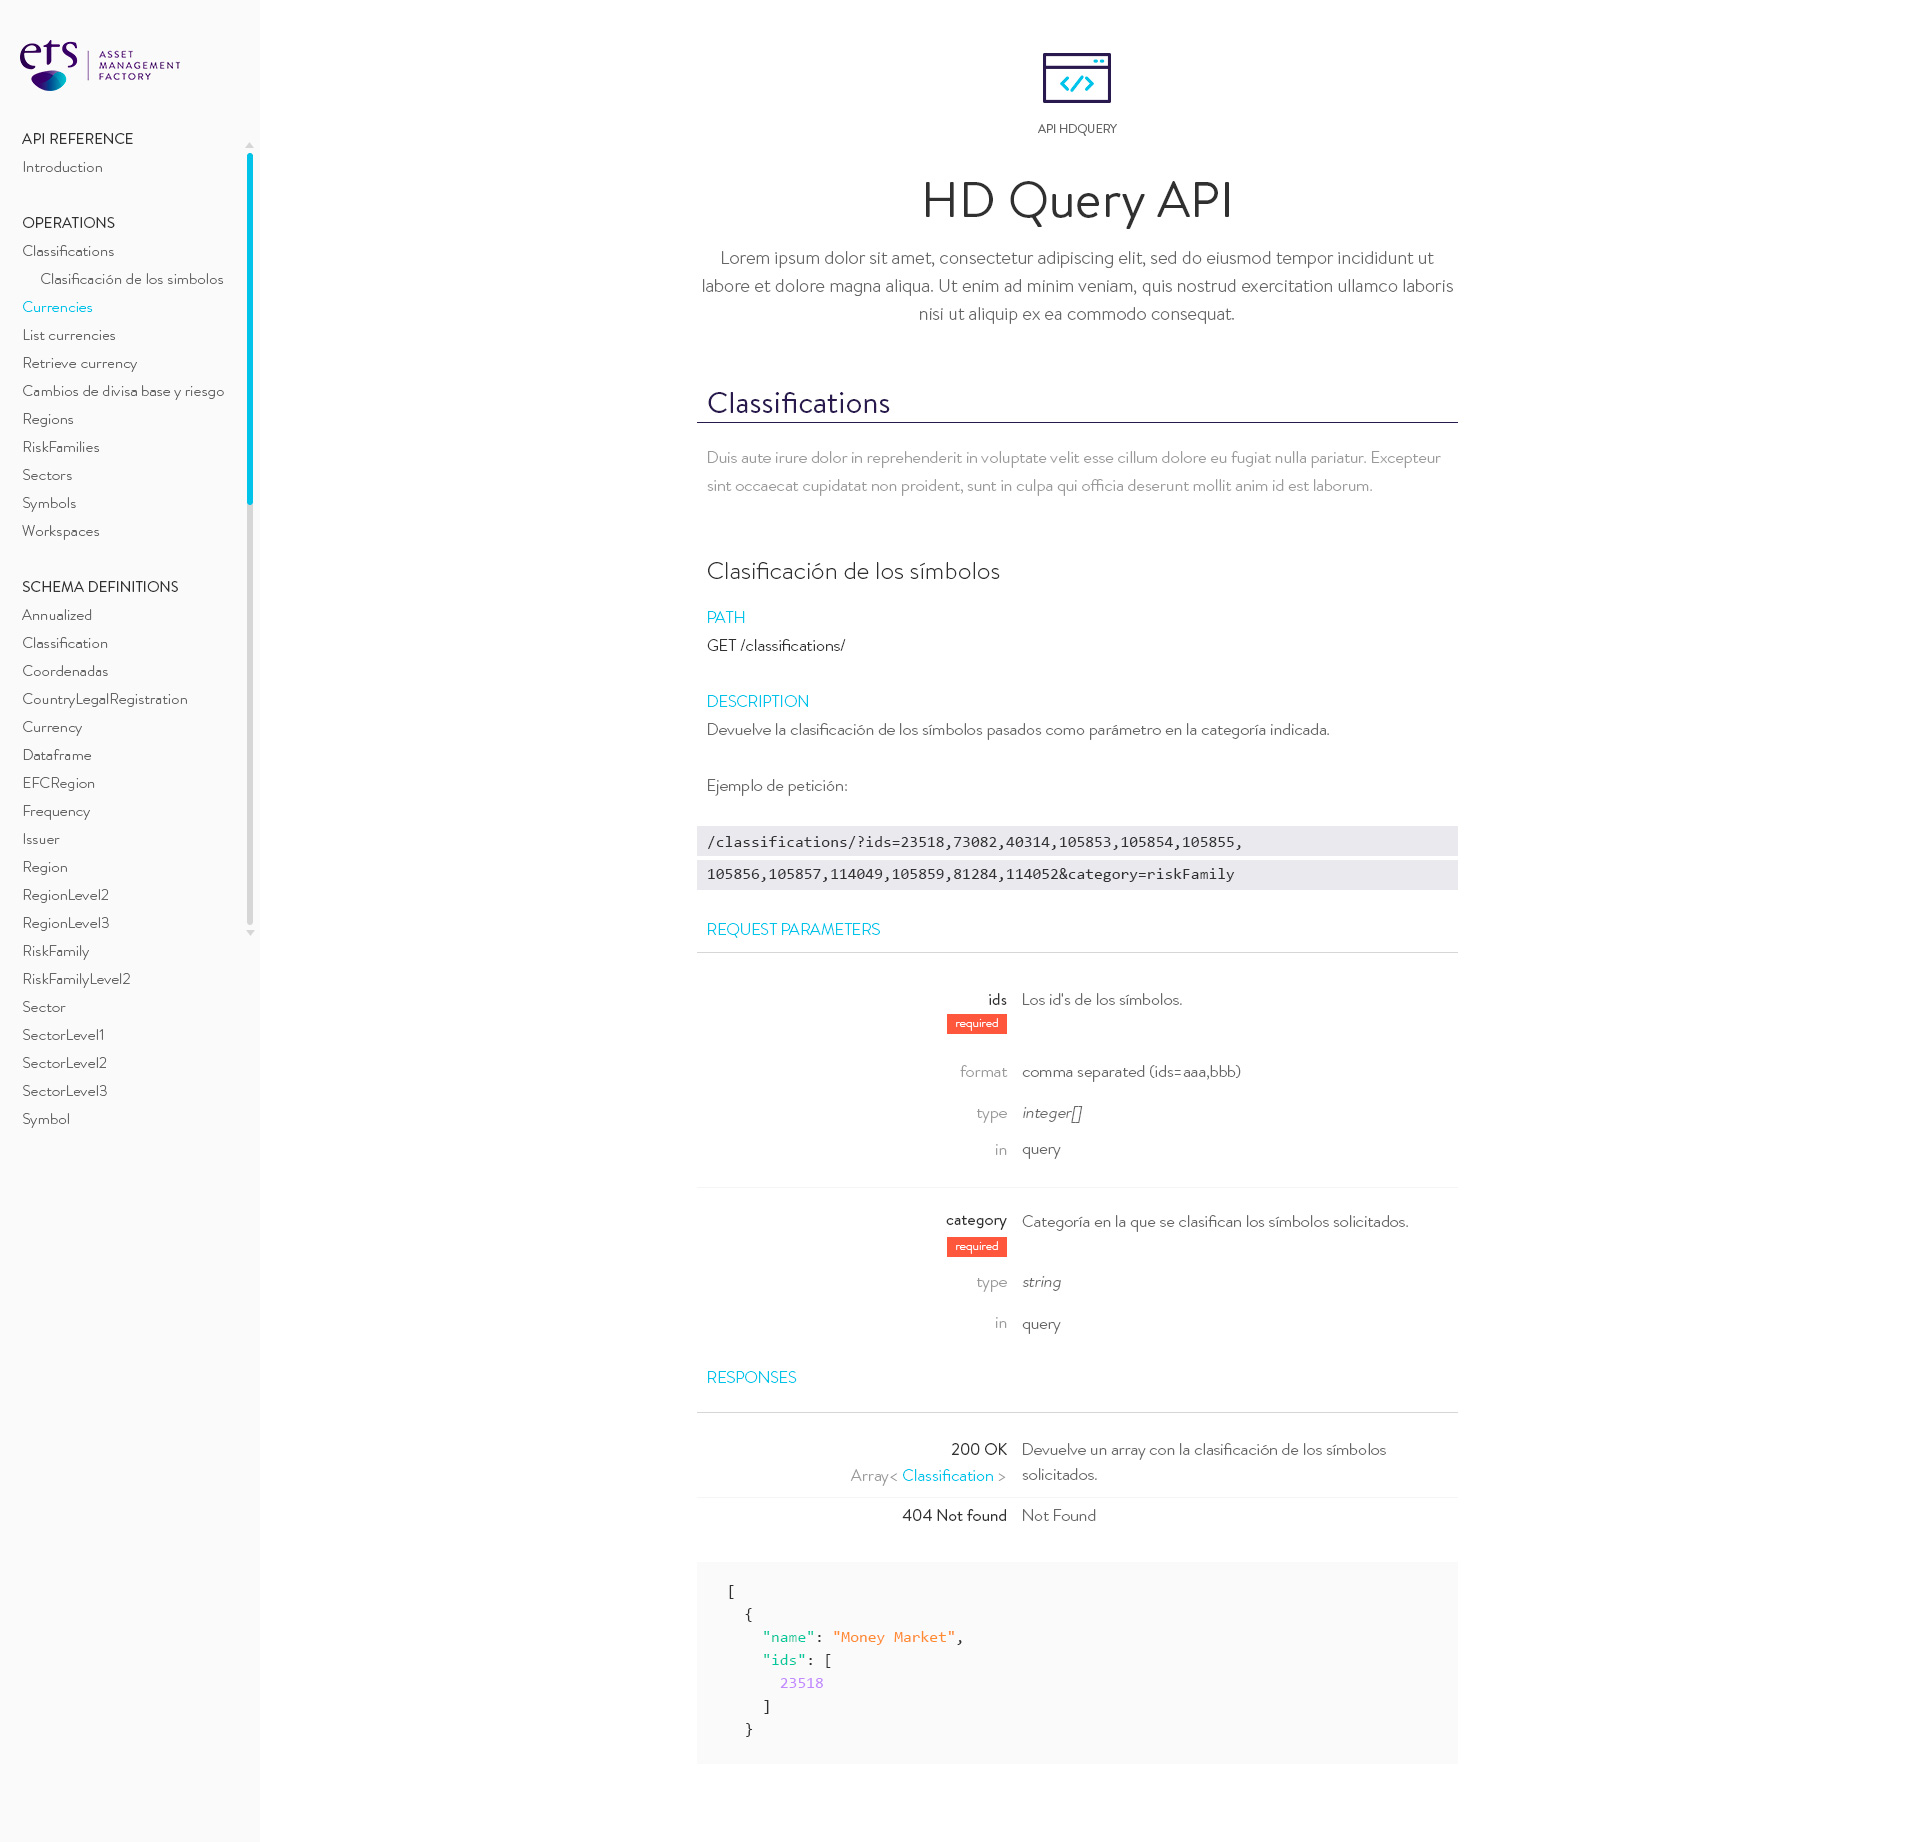 ets
ASSET
MANAGEMENT
FACTORY
API REFERENCE
Introduction
OPERATIONS
Classifications
Clasificación de los simbolos
Currencies
List currencies
Retrieve currency
Cambios de divisa base y riesgo
Regions
RiskFamilies
Sectors
Symbols
Workspaces
SCHEMA DEFINITIONS
Annualized
Classification
Coordenadas
CountryLegalRegistration
Currency
Dataframe
EFCRegion
Frequency
Issuer
Region
RegionLevel2
RegionLevel3
RiskFamily
RiskFamilyLevel2
Sector
SectorLevel1
SectorLevel2
SectorLevel3
Symbol
</>
API HDQUERY
HD Query API
Lorem ipsum dolor sit amet, consectetur adipiscing elit, sed do eiusmod tempor incididunt ut
labore et dolore magna aliqua. Ut enim ad minim veniam, quis nostrud exercitation ullamco laboris
nisi ut aliquip ex ea commodo consequat.
Classifications
Duis aute irure dolor in reprehenderit in voluptate velit esse cillum dolore eu fugiat nulla pariatur. Excepteur
sint occaecat cupidatat non proident, sunt in culpa qui officia deserunt mollit anim id est laborum.
Clasificación de los símbolos
PATH
GET /classifications/
DESCRIPTION
Devuelve la clasificación de los símbolos pasados como parámetro en la categoría indicada.
Ejemplo de petición:
/classifications/?ids=23518,73082,40314,105853,105854,105855,
105856,105857,114049,105859,81284,114052&category=riskFamily
REQUEST PARAMETERS
ids Los id's de los símbolos.
required
format comma separated (ids=aaa,bbb)
type integer[]
in query
category Categoría en la que se clasifican los símbolos solicitados.
required
type string
in query
RESPONSES
200 OK Devuelve un array con la clasificación de los símbolos
Array< Classification > solicitados.
404 Not found Not Found
[
{
"name": "Money Market",
"ids": [
23518
]
}